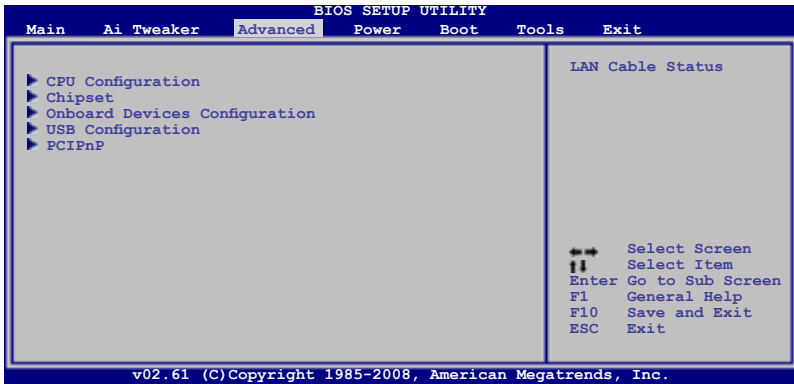 BIOS SETUP UTILITY
Main Ai Tweaker Advanced Power Boot Tools Exit
CPU Configuration
Chipset
Onboard Devices Configuration
USB Configuration
PCIPnP
LAN Cable Status
Select Screen
Select Item
Enter Go to Sub Screen
F1 General Help
F10 Save and Exit
ESC Exit
v02.61 (C)Copyright 1985-2008, American Megatrends, Inc.